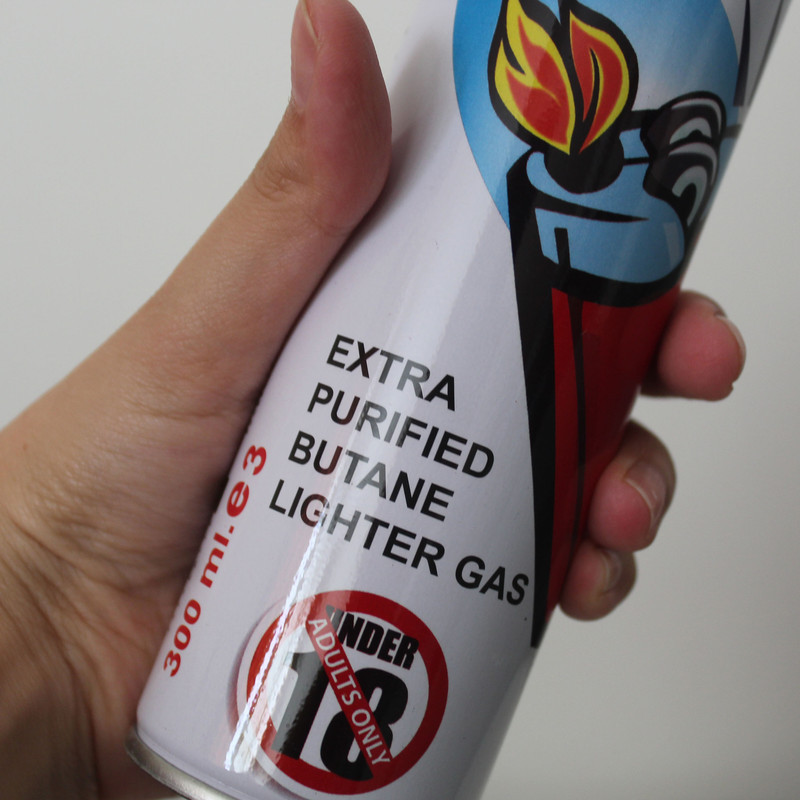 EXTRA
PURIFIED
BUTANE
LIGHTER GAS
300 ml. e 3
UNDER
18
ADULTS ONLY